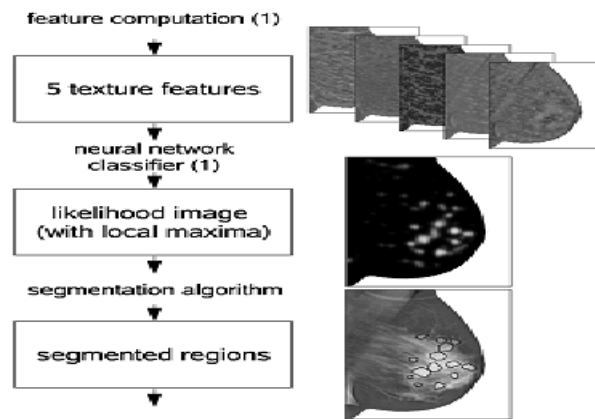 feature computation (1)
5 texture features
neural network
classifier (1)
likelihood image
(with local maxima)
segmentation algorithm
segmented regions